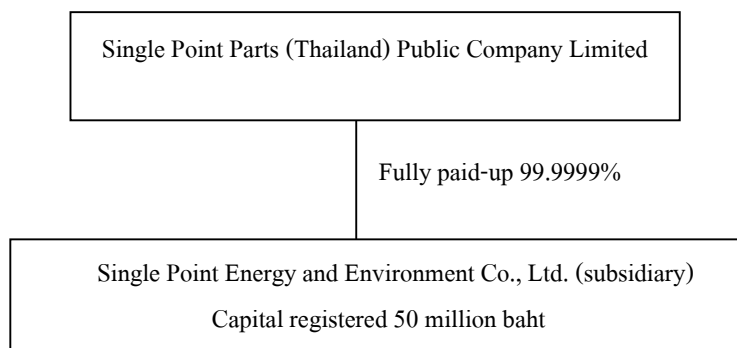 Single Point Parts (Thailand) Public Company Limited
Fully paid-up 99.9999%
Single Point Energy and Environment Co., Ltd. (subsidiary)
Capital registered 50 million baht